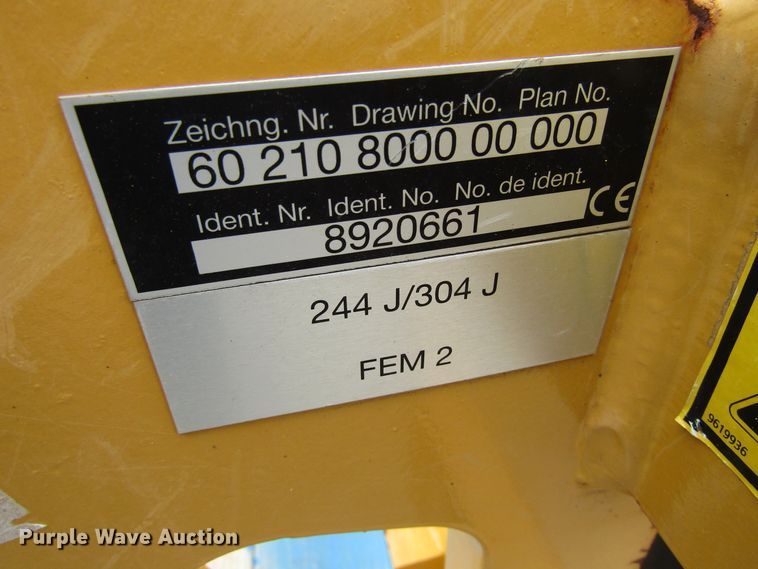 Zeichng. Nr. Drawing No. Plan No.
60 210 8000 00 000
Ident. Nr. Ident. No. No. de ident.
8920661
CE
244 J/304 J
FEM 2
9619936
Purple Wave Auction